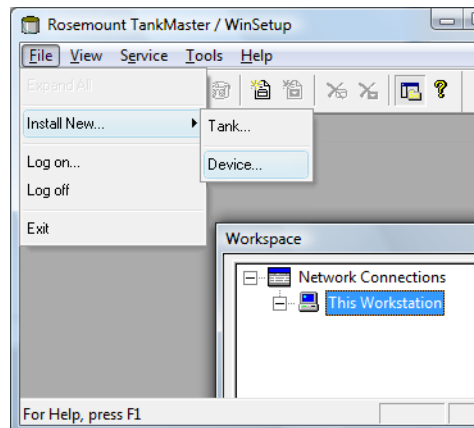 Rosemount TankMaster / WinSetup
File View Service Tools Help
Expand All
Install New...
Tank...
Device...
Log on...
Log off
Exit
Workspace
Network Connections
This Workstation
For Help, press F1